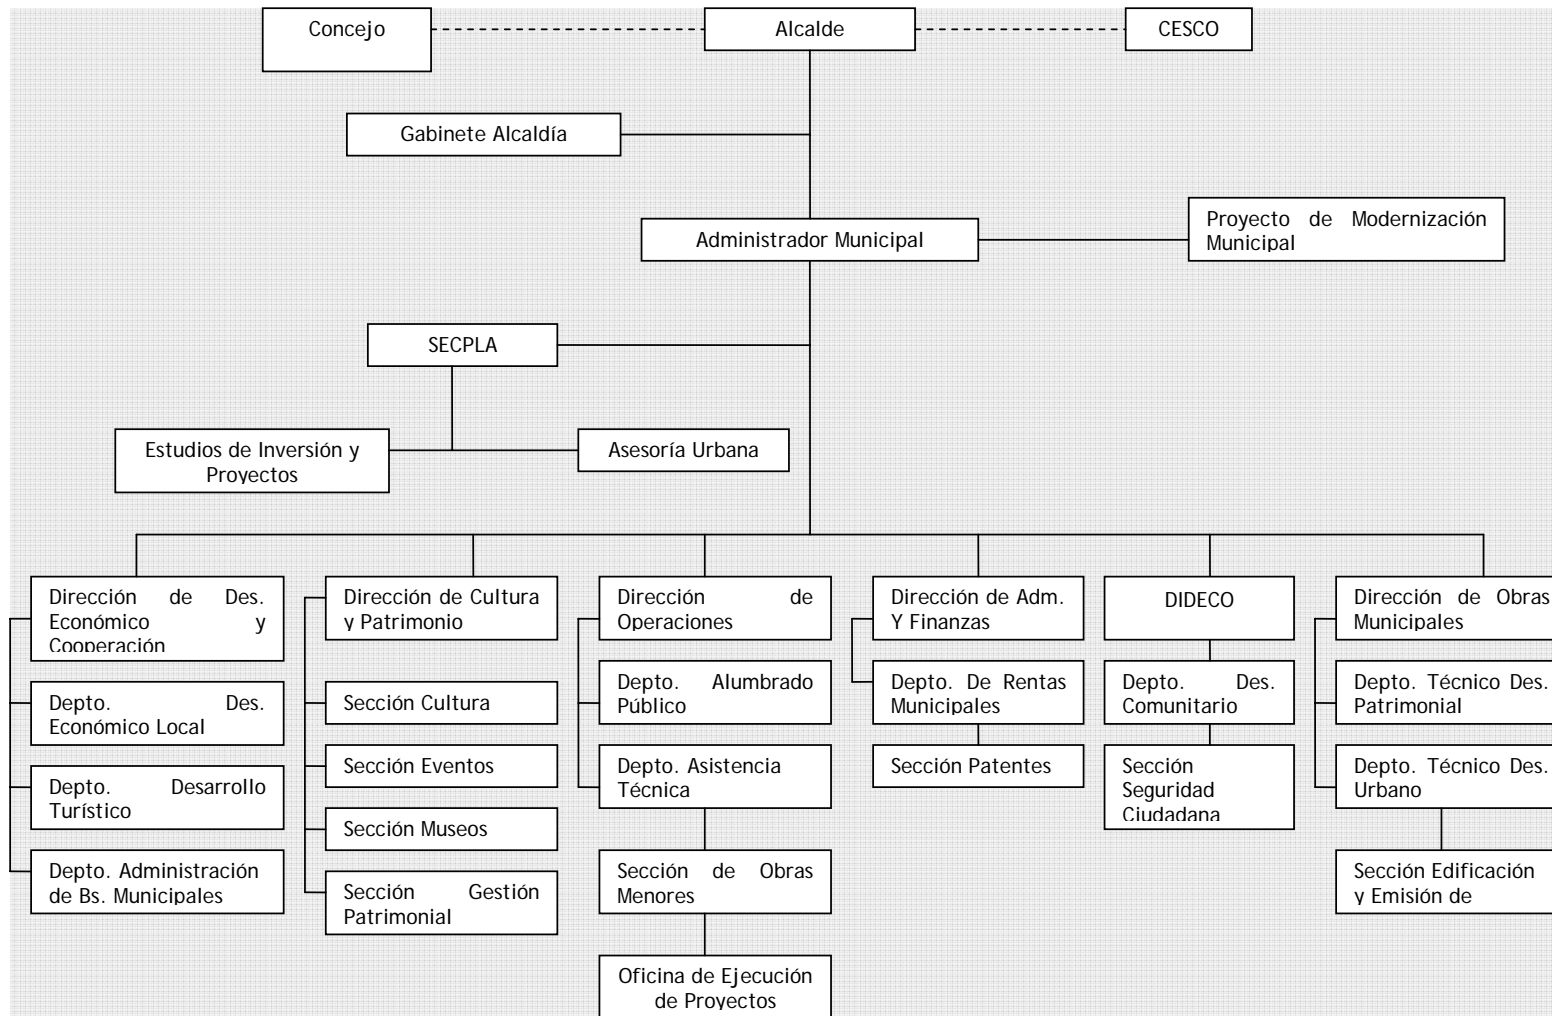 Concejo
Alcalde
CESCO
Gabinete Alcaldía
Administrador Municipal
Proyecto de Modernización
Municipal
SECPLA
Estudios de Inversión y
Proyectos
Asesoría Urbana
Dirección de Des.
Económico y
Cooperación
Dirección de Cultura
y Patrimonio
Dirección de
Operaciones
Dirección de Adm.
Y Finanzas
DIDECO
Dirección de Obras
Municipales
Depto. Des.
Económico Local
Sección Cultura
Depto. Alumbrado
Público
Depto. De Rentas
Municipales
Depto. Des.
Comunitario
Depto. Técnico Des.
Patrimonial
Depto. Desarrollo
Turístico
Sección Eventos
Depto. Asistencia
Técnica
Sección Patentes
Sección
Seguridad
Ciudadana
Depto. Técnico Des.
Urbano
Sección Museos
Depto. Administración
de Bs. Municipales
Sección Gestión
Patrimonial
Sección de Obras
Menores
Sección Edificación
y Emisión de
Oficina de Ejecución
de Proyectos